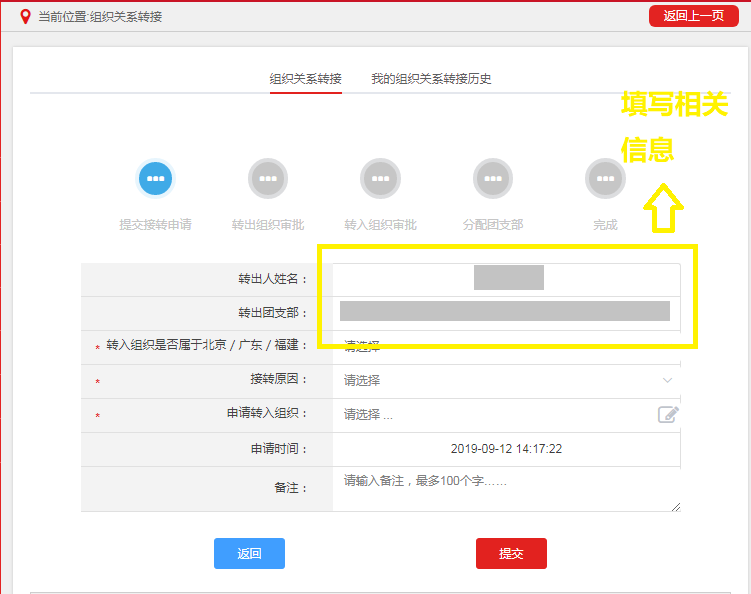 当前位置:组织关系转接
返回上一页
组织关系转接 我的组织关系转接历史
填写相关
信息
提交接转申请 转出组织审批 转入组织审批 分配团支部 完成
转出人姓名：
转出团支部：
* 转入组织是否属于北京／广东／福建： 请选择
* 接转原因： 请选择
* 申请转入组织： 请选择 ...
申请时间： 2019-09-12 14:17:22
备注： 请输入备注，最多100个字……
返回 提交